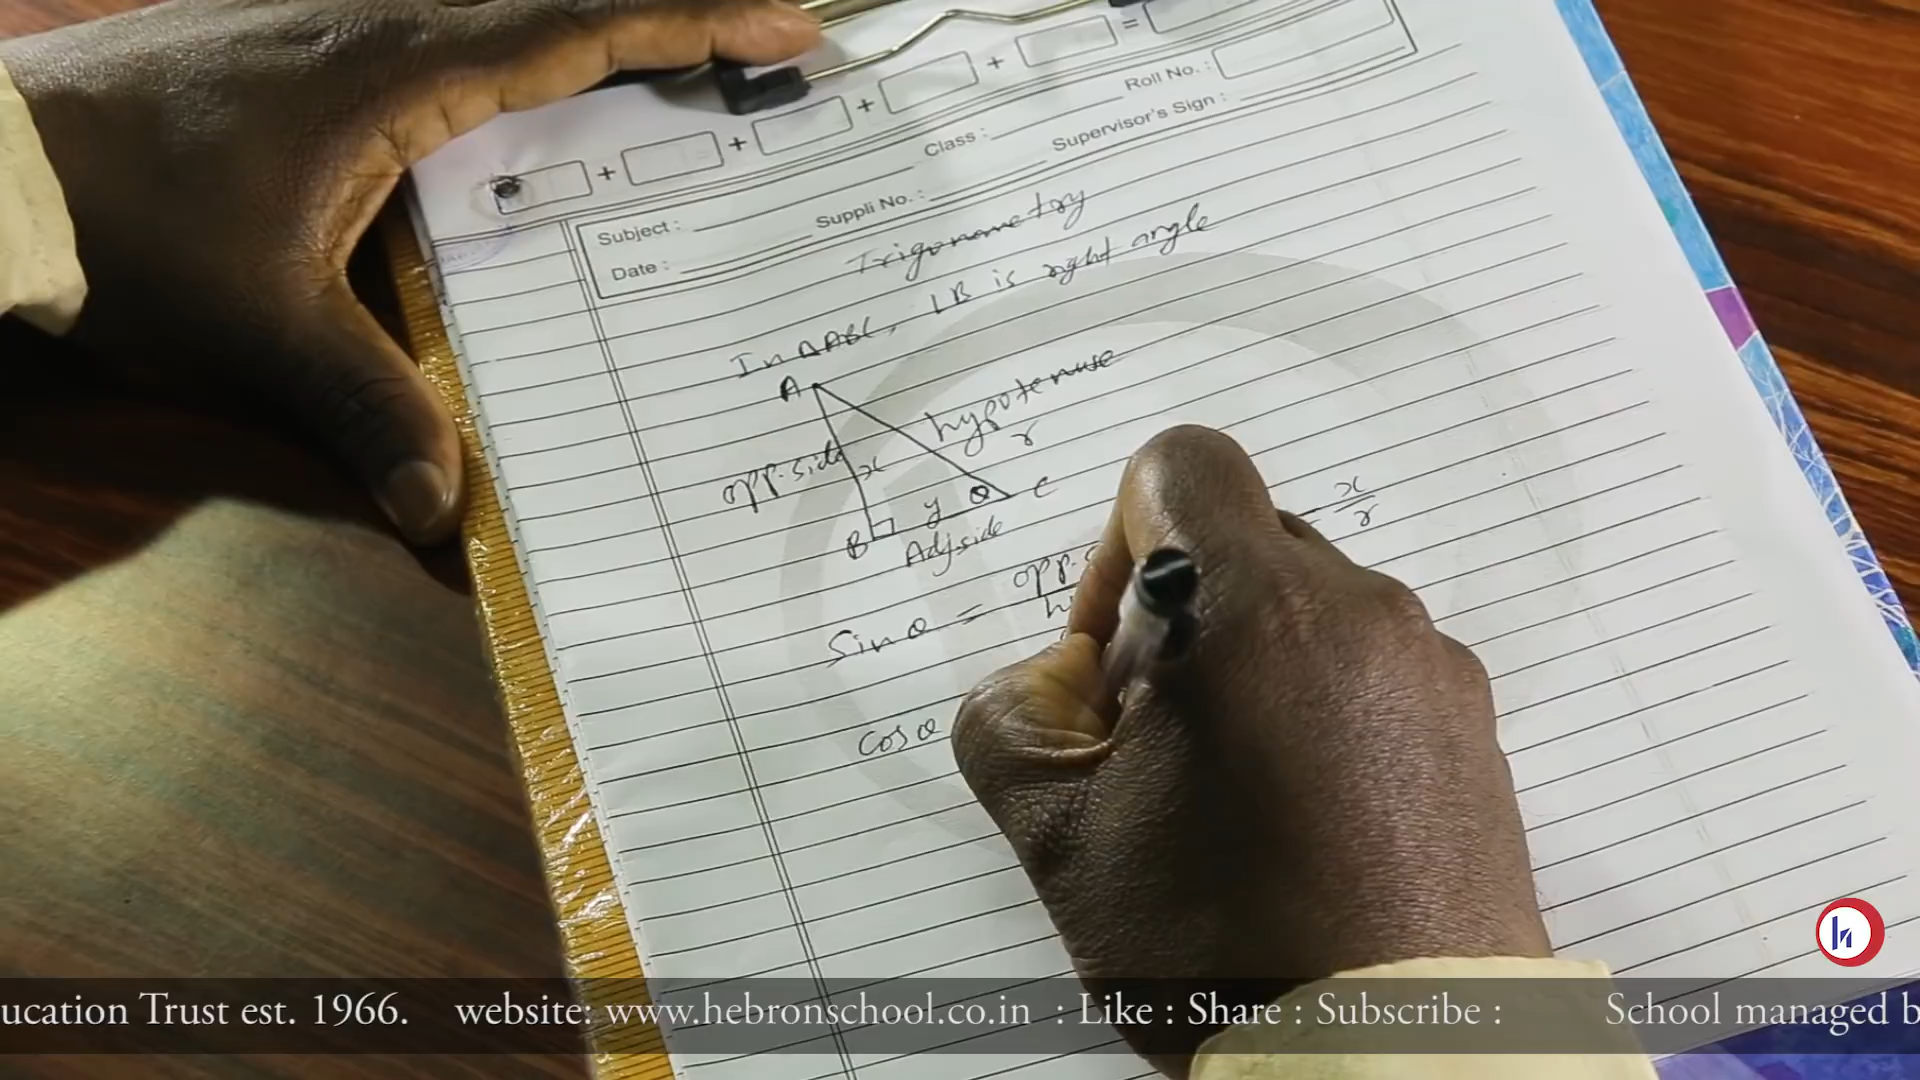 + + + + =
Roll No. :
Class :
Supervisor's Sign :
Subject :
Suppli No. :
Date :
Trigonometry
In ΔABC, ∠B is right angle
A
hypotenuse
r
opp.side
x
θ C
y
B
Adj.side
x
r
opp.
sin θ =
cos θ
ucation Trust est. 1966. website: www.hebronschool.co.in : Like : Share : Subscribe : School managed b